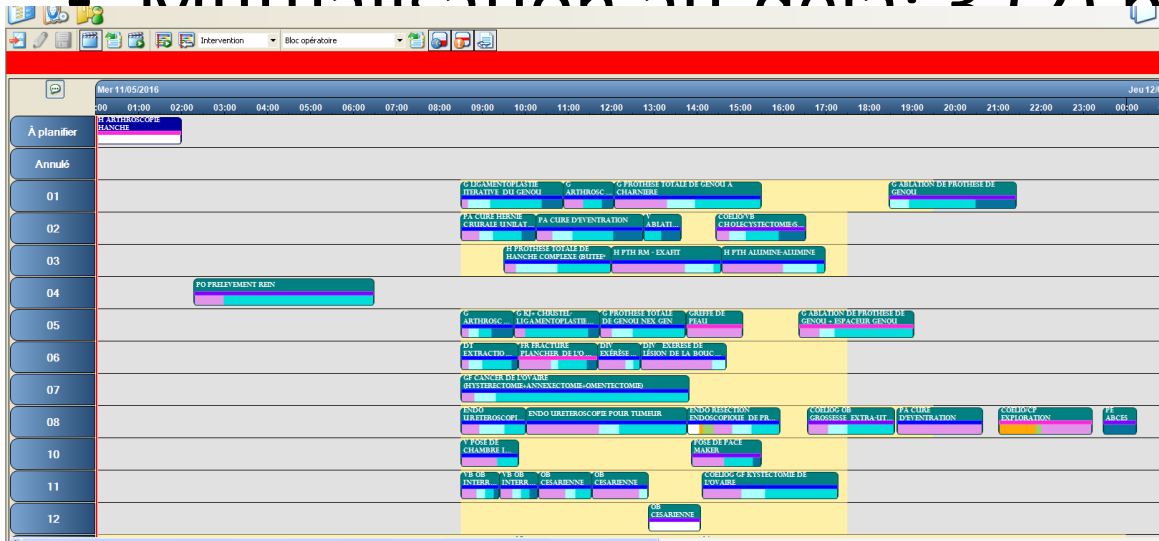 Intervention Bloc opératoire
Mer 11/05/2016 Jeu 12/
:00 01:00 02:00 03:00 04:00 05:00 06:00 07:00 08:00 09:00 10:00 11:00 12:00 13:00 14:00 15:00 16:00 17:00 18:00 19:00 20:00 21:00 22:00 23:00 00:00
À planifier
H ARTHROSCOPIE
HANCHE
Annulé
01
G LIGAMENTOPLASTIE
ITERATIVE DU GENOU
G
ARTHROSC ...
G PROTHESE TOTALE DE GENOU A
CHARNIERE
G ABLATION DE PROTHESE DE
GENOU
02
PA CURE HERNIE
CRURALE UNILAT...
PA CURE D'EVENTRATION
V
ABLATI...
COELIO/VB
CHOLECYSTECTOMIE/S...
03
H PROTHESE TOTALE DE
HANCHE COMPLEXE (BUTEE*
H PTH RM - EXAFIT
H PTH ALUMINE-ALUMINE
04
PO PRELEVEMENT REIN
05
G
ARTHROSC ...
G KJ+ CHRISTEL-
LIGAMENTOPLASTIE...
G PROTHESE TOTALE
DE GENOU NEX GEN
GREFFE DE
PEAU
G ABLATION DE PROTHESE DE
GENOU + ESPACEUR GENOU
06
DT
EXTRACTIO ...
FR FRACTURE
PLANCHER DE L'O ...
DIV
EXÉRÈSE ...
DIV EXERESE DE
LÉSION DE LA BOUC ...
07
GF CANCER DE L'OVAIRE
(HYSTERECTOMIE+ANNEXECTOMIE+OMENTECTOMIE)
08
ENDO
URETEROSCOPI...
ENDO URETEROSCOPIE POUR TUMEUR
ENDO RESECTION
ENDOSCOPIQUE DE PR...
COELIOG OB
GROSSESSE EXTRA-UT...
PA CURE
D'EVENTRATION
COELIO/CP
EXPLORATION
PE
ABCES
10
V POSE DE
CHAMBRE I...
POSE DE PACE
MAKER
11
VB OB
INTERR...
VB OB
INTERR...
OB
CESARIENNE
OB
CESARIENNE
COELIOG GF KYSTECTOMIE DE
L'OVAIRE
12
OB
CESARIENNE